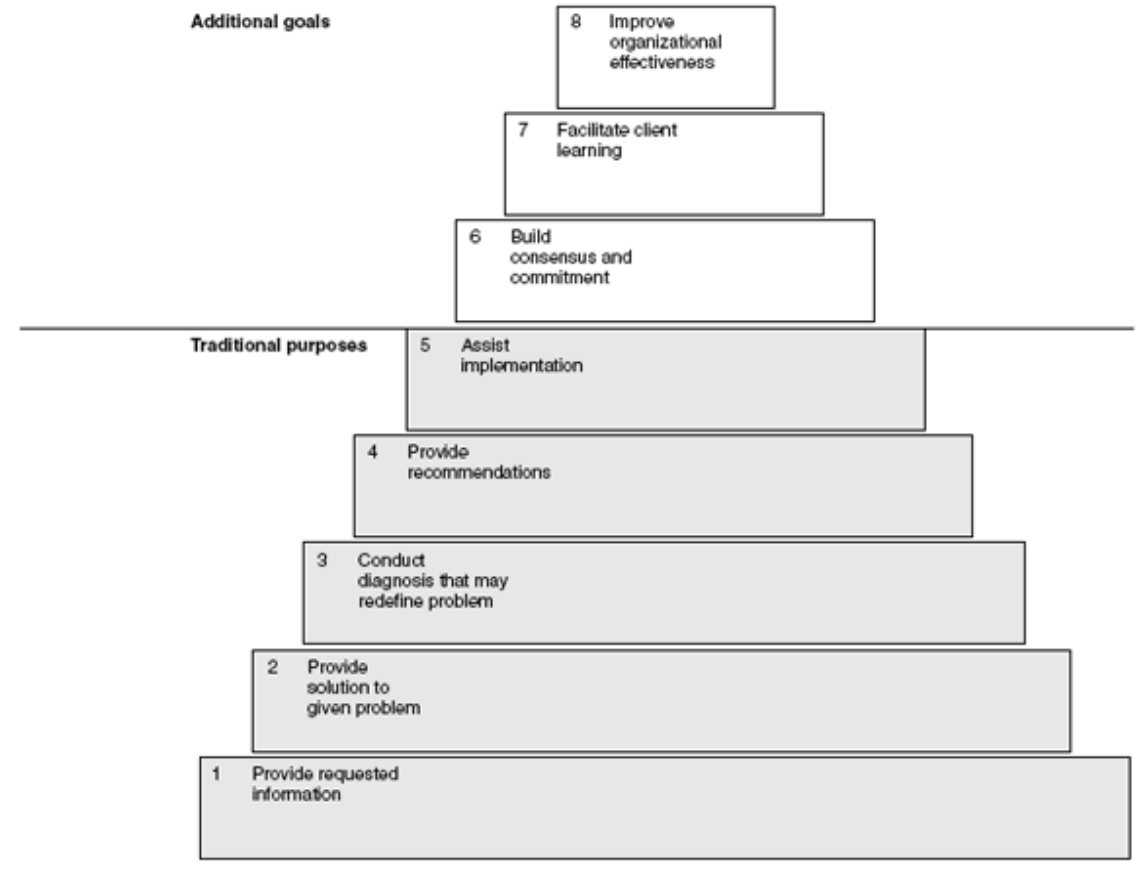 Additional goals
8 Improve
organizational
effectiveness
7 Facilitate client
learning
6 Build
consensus and
commitment
Traditional purposes
5 Assist
implementation
4 Provide
recommendations
3 Conduct
diagnosis that may
redefine problem
2 Provide
solution to
given problem
1 Provide requested
information